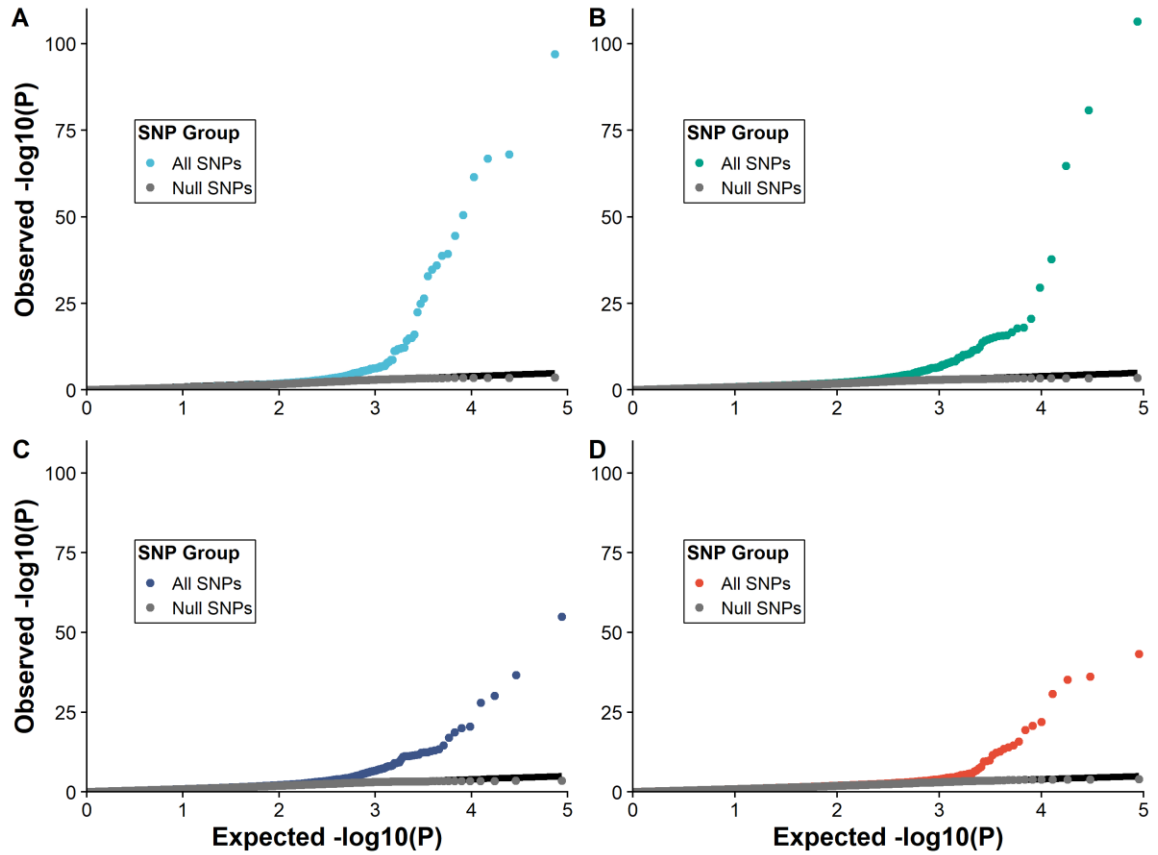 A
B
Observed -log10(P)
100
75
50
25
0
SNP Group
All SNPs
Null SNPs
0 1 2 3 4 5
100
75
50
25
0
SNP Group
All SNPs
Null SNPs
0 1 2 3 4 5
C
D
Observed -log10(P)
100
75
50
25
0
SNP Group
All SNPs
Null SNPs
0 1 2 3 4 5
Expected -log10(P)
100
75
50
25
0
SNP Group
All SNPs
Null SNPs
0 1 2 3 4 5
Expected -log10(P)